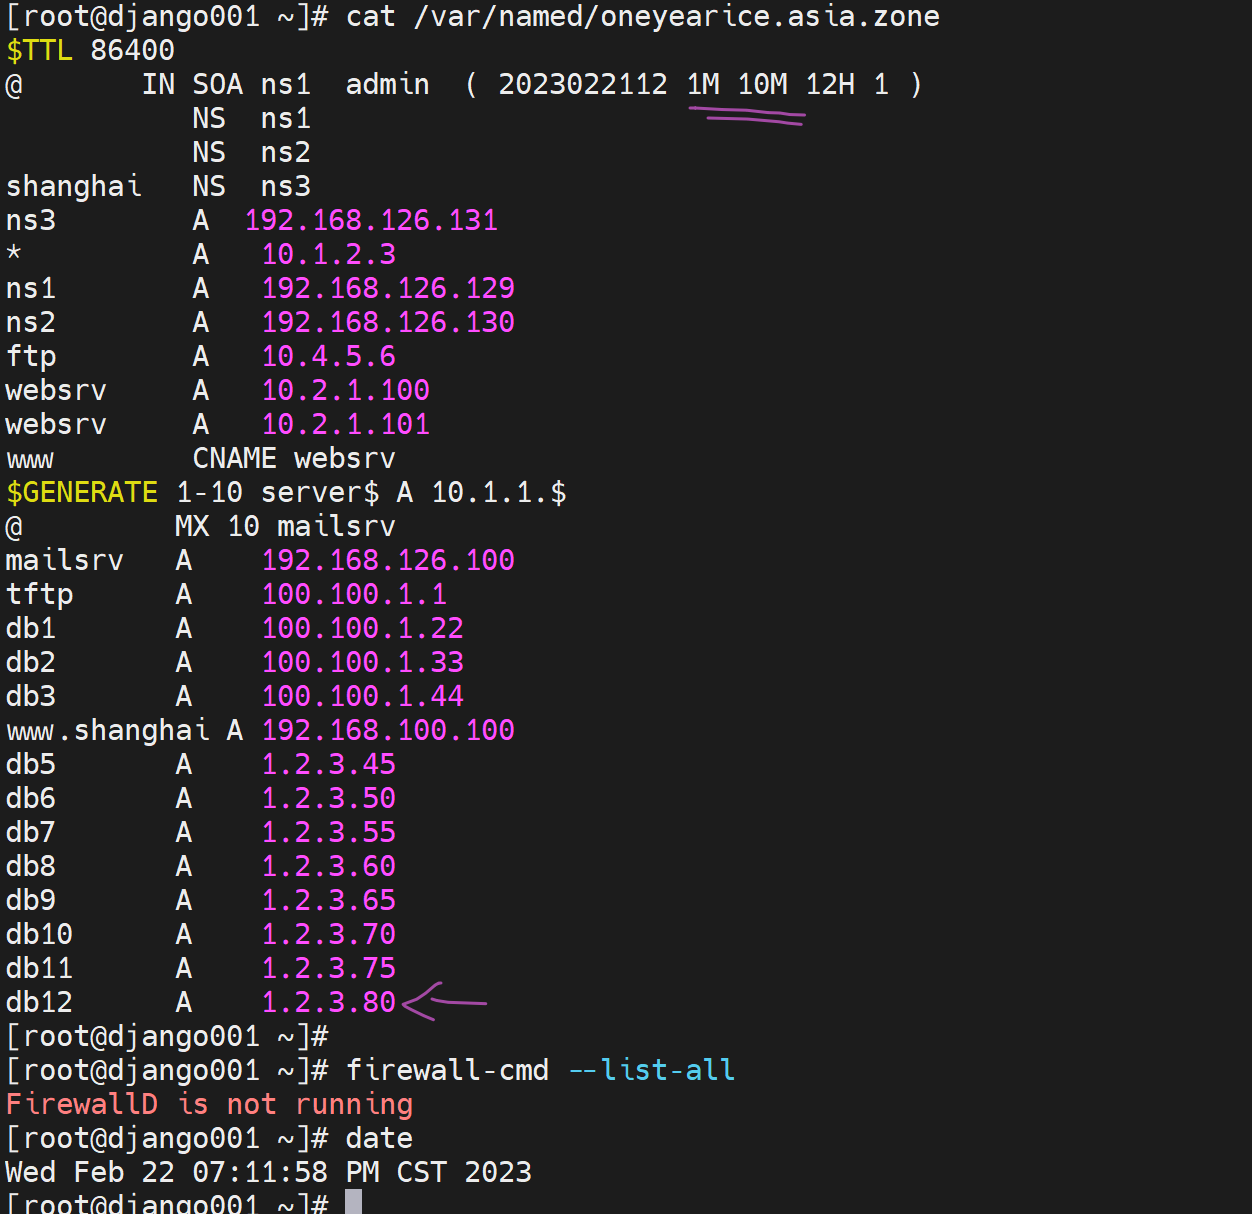 [root@django001 ~]# cat /var/named/oneyearice.asia.zone
$TTL 86400
@       IN SOA ns1  admin  ( 2023022112 1M 10M 12H 1 )
           NS  ns1
           NS  ns2
shanghai   NS  ns3
ns3        A  192.168.126.131
*          A   10.1.2.3
ns1        A   192.168.126.129
ns2        A   192.168.126.130
ftp        A   10.4.5.6
websrv     A   10.2.1.100
websrv     A   10.2.1.101
www        CNAME websrv
$GENERATE 1-10 server$ A 10.1.1.$
@         MX 10 mailsrv
mailsrv   A    192.168.126.100
tftp      A    100.100.1.1
db1       A    100.100.1.22
db2       A    100.100.1.33
db3       A    100.100.1.44
www.shanghai A 192.168.100.100
db5       A    1.2.3.45
db6       A    1.2.3.50
db7       A    1.2.3.55
db8       A    1.2.3.60
db9       A    1.2.3.65
db10      A    1.2.3.70
db11      A    1.2.3.75
db12      A    1.2.3.80
[root@django001 ~]#
[root@django001 ~]# firewall-cmd --list-all
FirewallD is not running
[root@django001 ~]# date
Wed Feb 22 07:11:58 PM CST 2023
[root@django001 ~]#